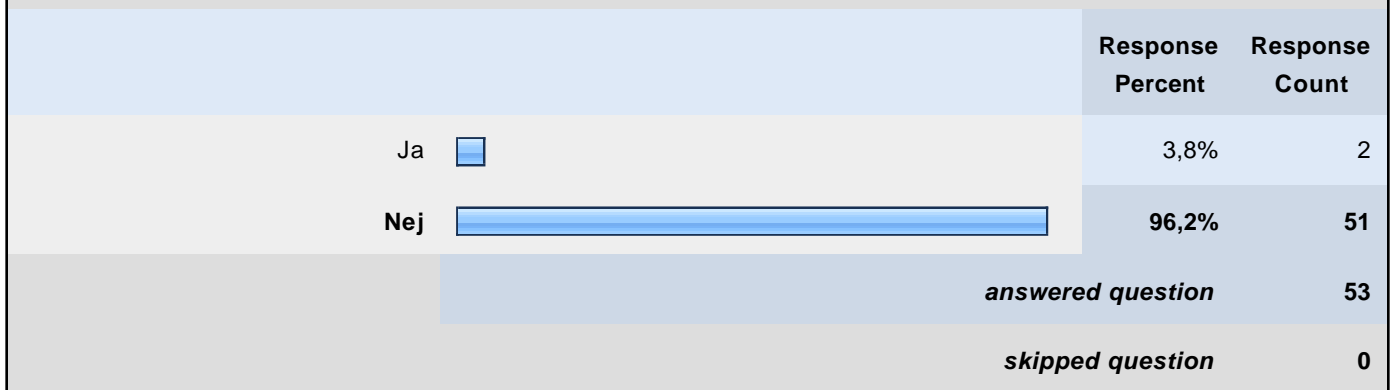 Response Percent Response Count
Ja 3,8% 2
Nej 96,2% 51
answered question 53
skipped question 0